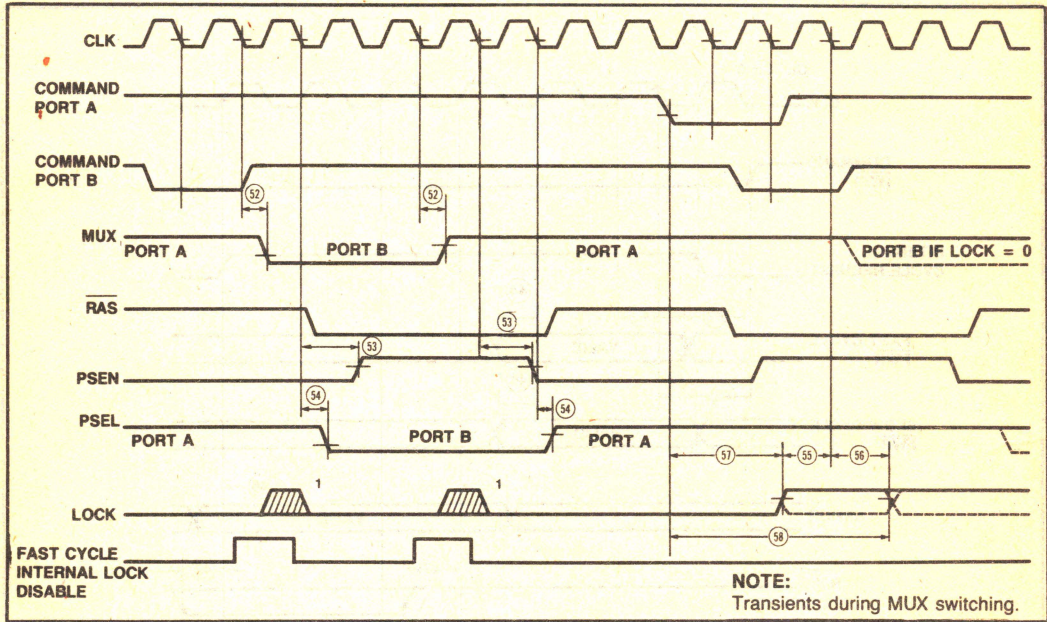 CLK
COMMAND
PORT A
COMMAND
PORT B
52 52
MUX
PORT A PORT B PORT A PORT B IF LOCK = 0
RAS
53
53
PSEN
54 54
PSEL
PORT A PORT B PORT A
57 55 56
1 1
LOCK
58
FAST CYCLE
INTERNAL LOCK
DISABLE
NOTE:
Transients during MUX switching.